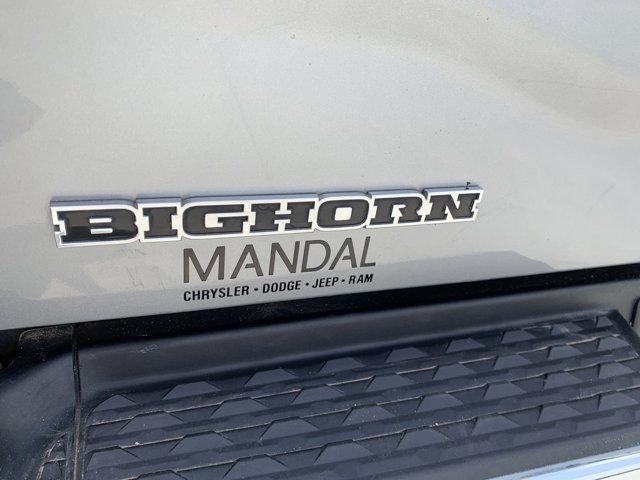 BIGHORN
MANDAL
CHRYSLER • DODGE • JEEP • RAM